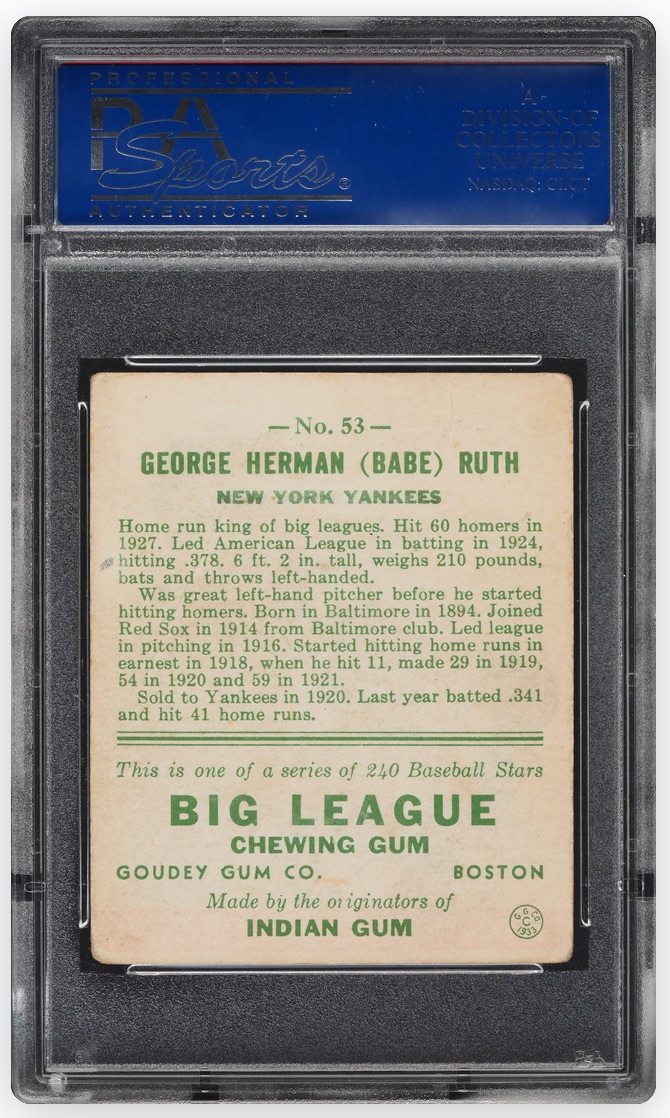 PROFESSIONAL
PSA
Sports®
AUTHENTICATOR
A
DIVISION OF
COLLECTORS
UNIVERSE
NASDAQ: CLCT
— No. 53 —
GEORGE HERMAN (BABE) RUTH
NEW YORK YANKEES
Home run king of big leagues. Hit 60 homers in
1927. Led American League in batting in 1924,
hitting .378. 6 ft. 2 in. tall, weighs 210 pounds,
bats and throws left-handed.
Was great left-hand pitcher before he started
hitting homers. Born in Baltimore in 1894. Joined
Red Sox in 1914 from Baltimore club. Led league
in pitching in 1916. Started hitting home runs in
earnest in 1918, when he hit 11, made 29 in 1919,
54 in 1920 and 59 in 1921.
Sold to Yankees in 1920. Last year batted .341
and hit 41 home runs.
This is one of a series of 240 Baseball Stars
BIG LEAGUE
CHEWING GUM
GOUDEY GUM CO. BOSTON
Made by the originators of
INDIAN GUM
G.G.CO.
C
1933
PSA